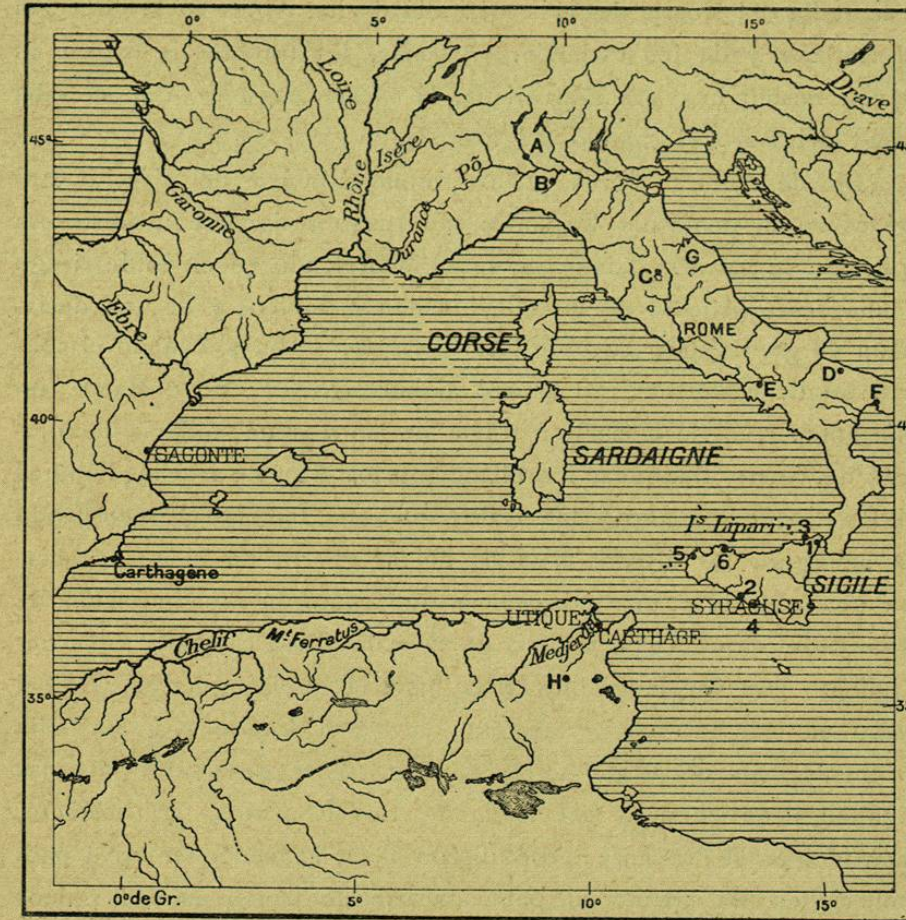 0° 5° 10° 15°
Loire
Drave
45°
A
Isère
Pô
B
Rhône
Garonne
Durance
G
C
Ebre
ROME
CORSE
D
E
F
40°
SAGONTE
SARDAIGNE
Is Lipari
3
1
5
6
Carthagène
2
SIGILE
SYRACUSE
UTIQUE
4
CARTHAGE
Mt Ferratus
Chelif
Medjerda
H
35°
0° de Gr. 5° 10° 15°